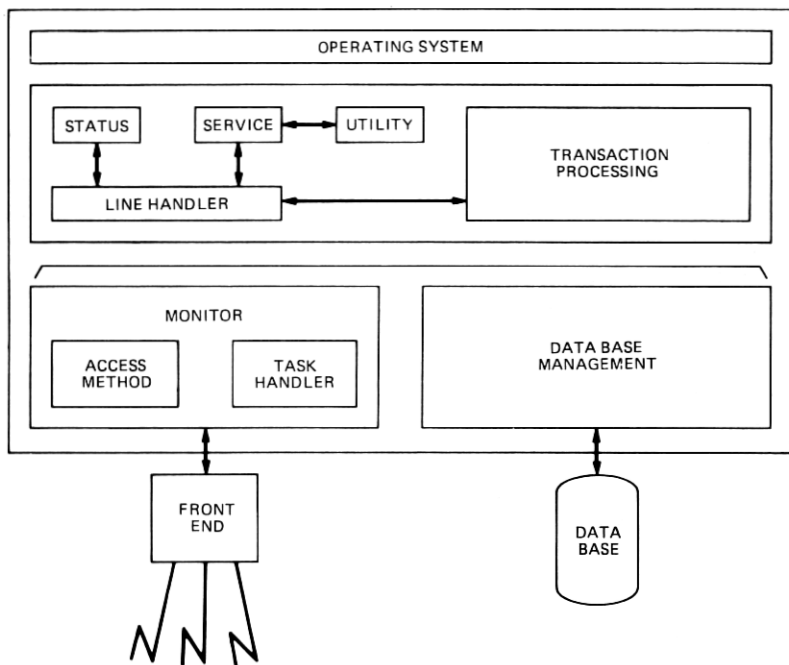 OPERATING SYSTEM
STATUS
SERVICE
UTILITY
TRANSACTION
PROCESSING
LINE HANDLER
MONITOR
ACCESS
METHOD
TASK
HANDLER
DATA BASE
MANAGEMENT
FRONT
END
DATA
BASE